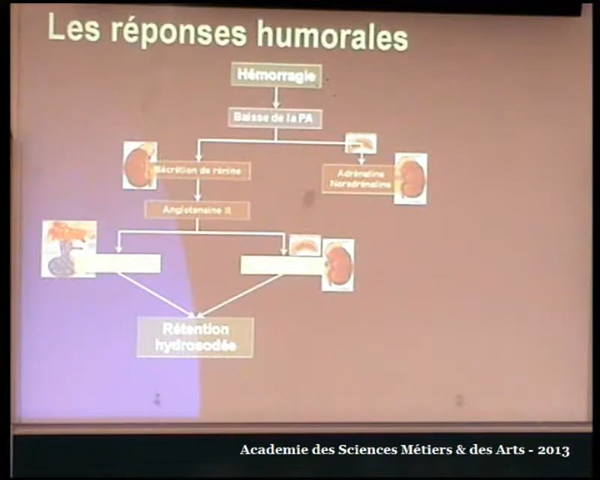 Les réponses humorales
Hémorragie
Baisse de la PA
Sécrétion de rénine
Adrénaline
Noradrénaline
Angiotensine II
Rétention
hydrosodée
Academie des Sciences Métiers & des Arts - 2013